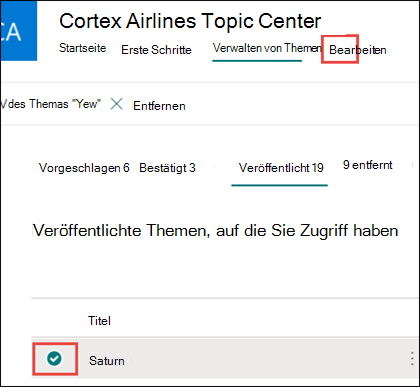 CA
Cortex Airlines Topic Center
Startseite Erste Schritte Verwalten von Themen Bearbeiten
des Themas "Yew" Entfernen
Vorgeschlagen 6 Bestätigt 3 Veröffentlicht 19 9 entfernt
Veröffentlichte Themen, auf die Sie Zugriff haben
Titel
Saturn